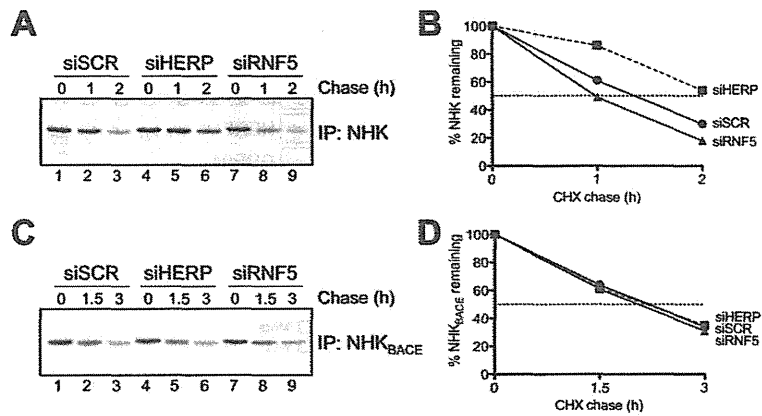 A
siSCR siHERP siRNF5
0 1 2 0 1 2 0 1 2 Chase (h)
IP: NHK
1 2 3 4 5 6 7 8 9
B
% NHK remaining
100
80
60
40
20
0
0 1 2
CHX chase (h)
siHERP
siSCR
siRNF5
C
siSCR siHERP siRNF5
0 1.5 3 0 1.5 3 0 1.5 3 Chase (h)
IP: NHKBACE
1 2 3 4 5 6 7 8 9
D
% NHKBACE remaining
100
80
60
40
20
0
0 1.5 3
CHX chase (h)
siHERP
siSCR
siRNF5